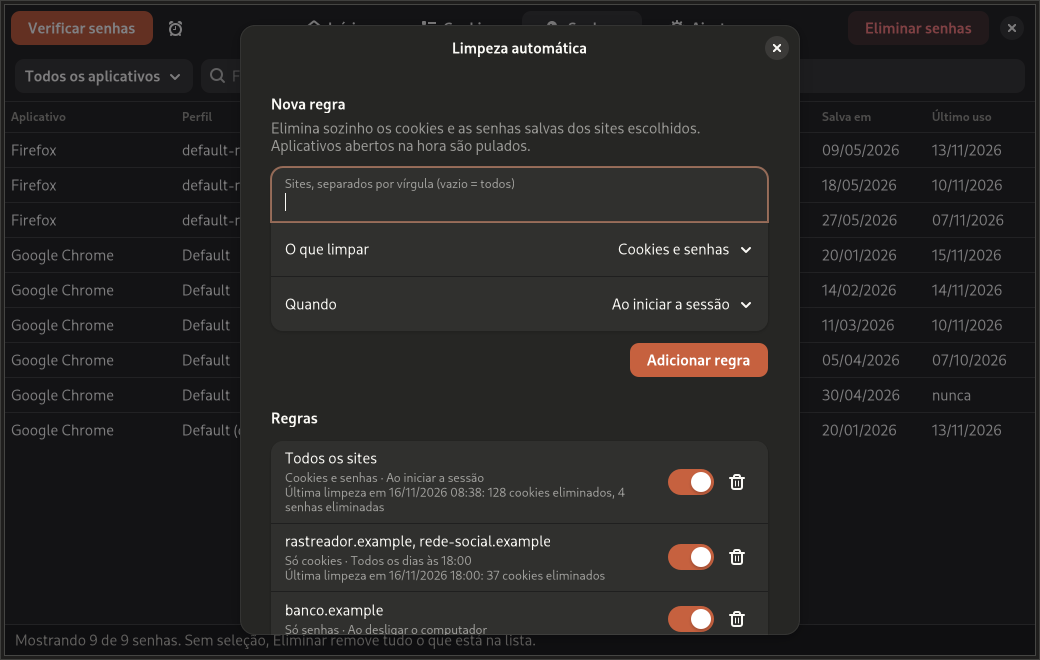 Verificar senhas
Eliminar senhas
Limpeza automática
Todos os aplicativos
Aplicativo Perfil Salva em Último uso
Firefox default-r 09/05/2026 13/11/2026
Firefox default-r 18/05/2026 10/11/2026
Firefox default-r 27/05/2026 07/11/2026
Google Chrome Default 20/01/2026 15/11/2026
Google Chrome Default 14/02/2026 14/11/2026
Google Chrome Default 11/03/2026 10/11/2026
Google Chrome Default 05/04/2026 07/10/2026
Google Chrome Default 30/04/2026 nunca
Google Chrome Default ( 20/01/2026 13/11/2026
Nova regra
Elimina sozinho os cookies e as senhas salvas dos sites escolhidos.
Aplicativos abertos na hora são pulados.
Sites, separados por vírgula (vazio = todos)
O que limpar Cookies e senhas
Quando Ao iniciar a sessão
Adicionar regra
Regras
Todos os sites
Cookies e senhas · Ao iniciar a sessão
Última limpeza em 16/11/2026 08:38: 128 cookies eliminados, 4
senhas eliminadas
rastreador.example, rede-social.example
Só cookies · Todos os dias às 18:00
Última limpeza em 16/11/2026 18:00: 37 cookies eliminados
banco.example
Só senhas · Ao desligar o computador
Mostrando 9 de 9 senhas. Sem seleção, Eliminar remove tudo o que está na lista.